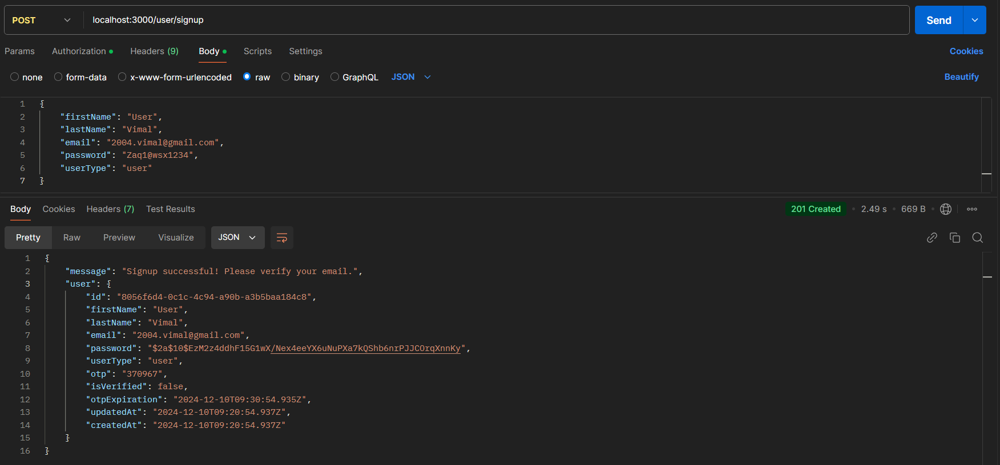 POST localhost:3000/user/signup Send
Params Authorization Headers (9) Body Scripts Settings Cookies
none form-data x-www-form-urlencoded raw binary GraphQL JSON Beautify
1 {
2 "firstName": "User",
3 "lastName": "Vimal",
4 "email": "2004.vimal@gmail.com",
5 "password": "Zaq1@wsx1234",
6 "userType": "user"
7 }
Body Cookies Headers (7) Test Results 201 Created 2.49 s 669 B
Pretty Raw Preview Visualize JSON
1 {
2 "message": "Signup successful! Please verify your email.",
3 "user": {
4 "id": "8056f6d4-0c1c-4c94-a90b-a3b5baa184c8",
5 "firstName": "User",
6 "lastName": "Vimal",
7 "email": "2004.vimal@gmail.com",
8 "password": "$2a$10$EzM2z4ddhF15G1wX/Nex4eeYX6uNuPXa7kQShb6nrPJJCOrqXnnKy",
9 "userType": "user",
10 "otp": "370967",
11 "isVerified": false,
12 "otpExpiration": "2024-12-10T09:30:54.935Z",
13 "updatedAt": "2024-12-10T09:20:54.937Z",
14 "createdAt": "2024-12-10T09:20:54.937Z"
15 }
16 }